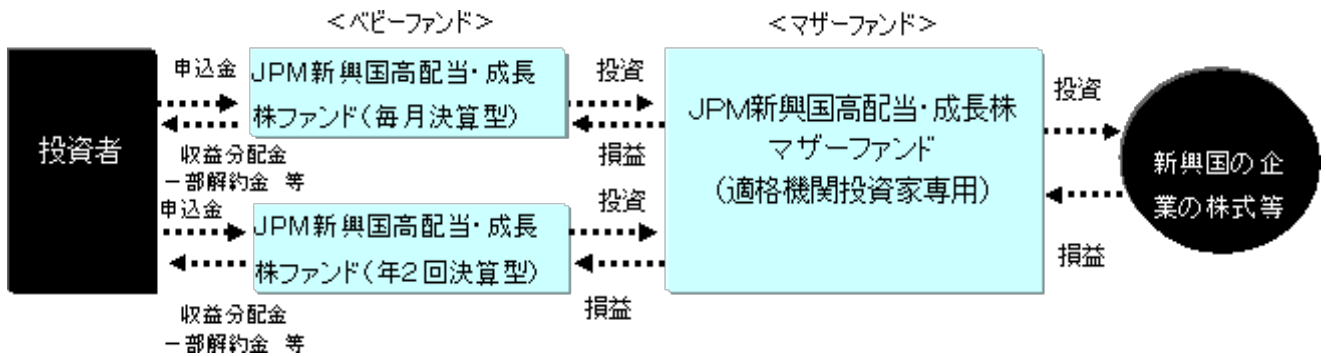 ＜ベビーファンド＞
＜マザーファンド＞
投資者
申込金
収益分配金
一部解約金 等
申込金
収益分配金
一部解約金 等
JPM新興国高配当･成長
株ファンド(毎月決算型)
JPM新興国高配当･成長
株ファンド(年２回決算型)
投資
損益
投資
損益
JPM新興国高配当･成長株
マザーファンド
(適格機関投資家専用)
投資
損益
新興国の企
業の株式等